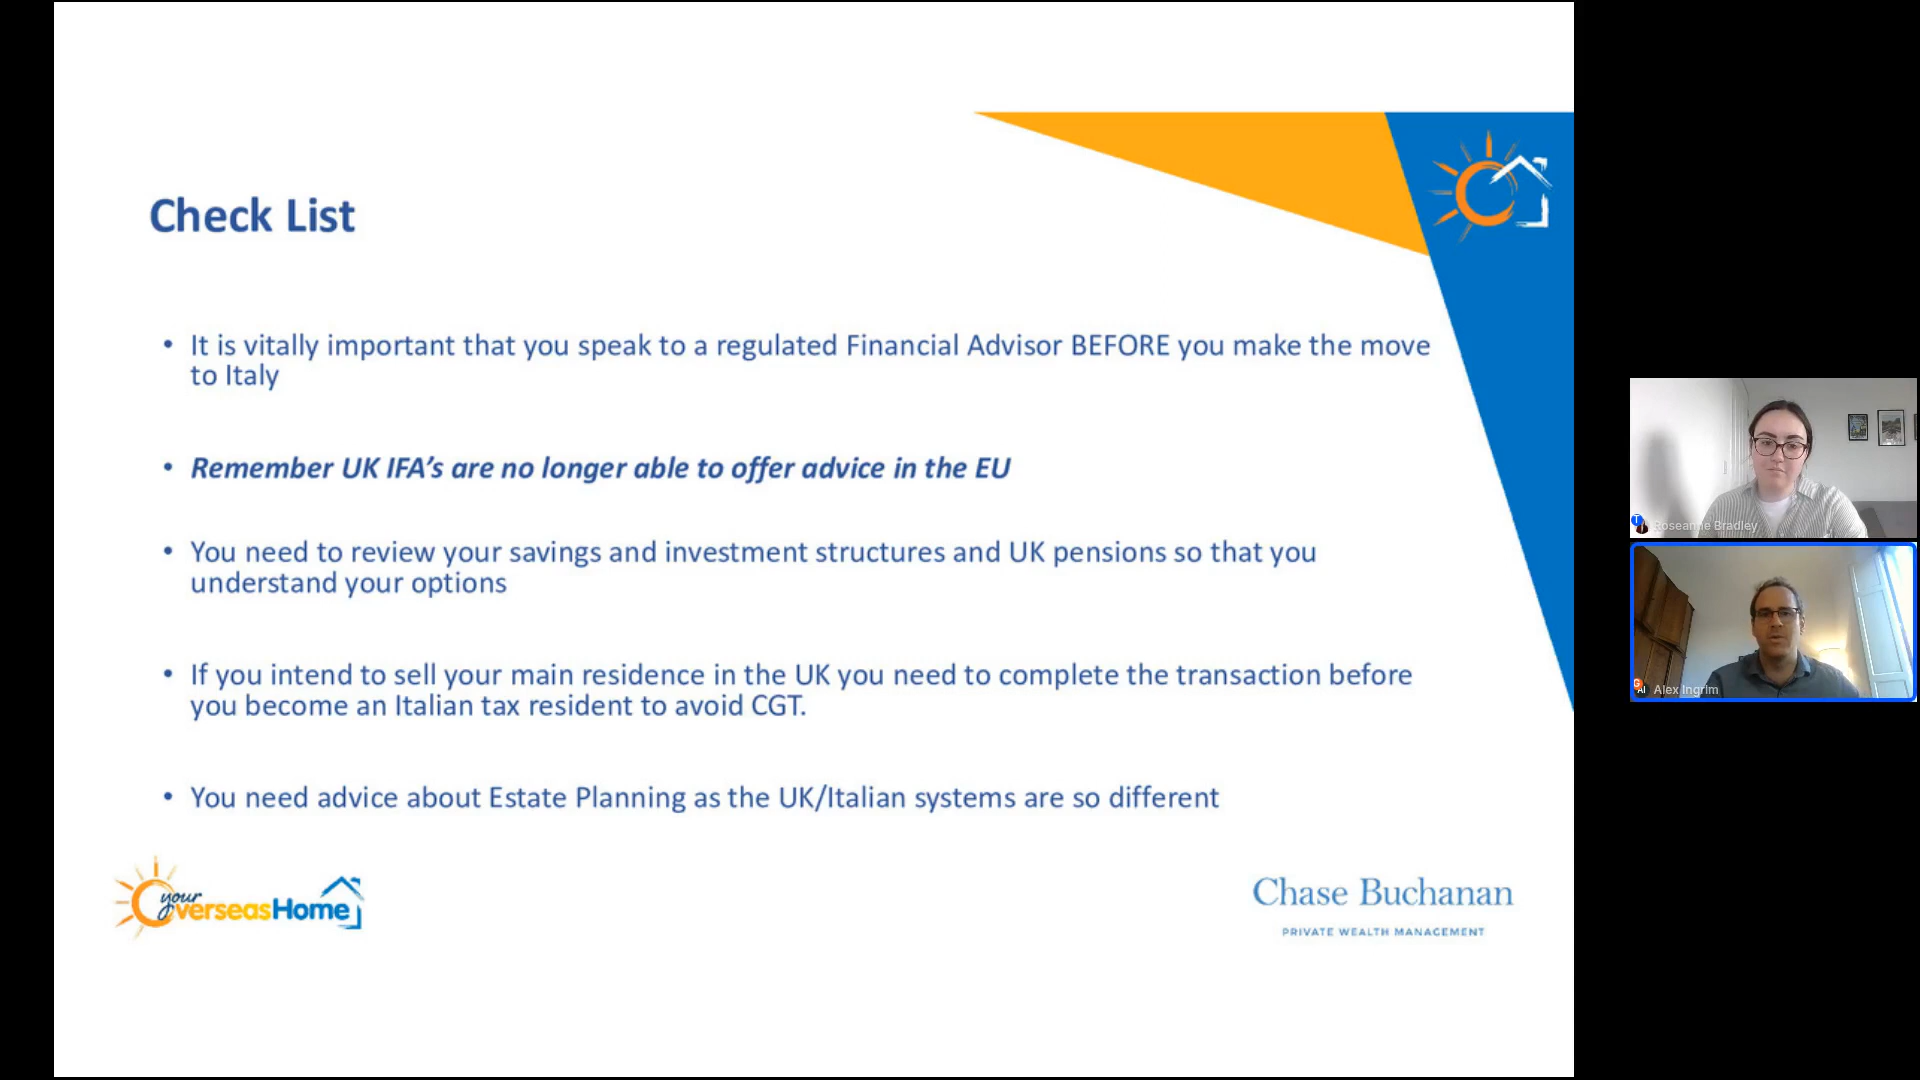 Check List
• It is vitally important that you speak to a regulated Financial Advisor BEFORE you make the move
to Italy
• Remember UK IFA’s are no longer able to offer advice in the EU
• You need to review your savings and investment structures and UK pensions so that you
understand your options
• If you intend to sell your main residence in the UK you need to complete the transaction before
you become an Italian tax resident to avoid CGT.
• You need advice about Estate Planning as the UK/Italian systems are so different
your
OverseasHome
Chase Buchanan
PRIVATE WEALTH MANAGEMENT
Roseanne Bradley
Alex Ingrim